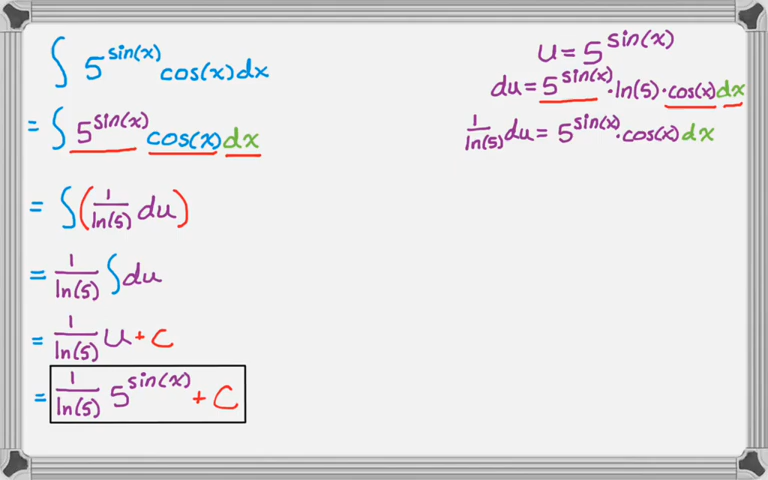 ∫ 5^sin(x) cos(x)dx
= ∫ 5^sin(x) cos(x) dx
= ∫(1/ln(5) du)
= 1/ln(5) ∫du
= 1/ln(5) u + C
= 1/ln(5) 5^sin(x) + C
u = 5^sin(x)
du = 5^sin(x) · ln(5) · cos(x) dx
1/ln(5) du = 5^sin(x) · cos(x) dx